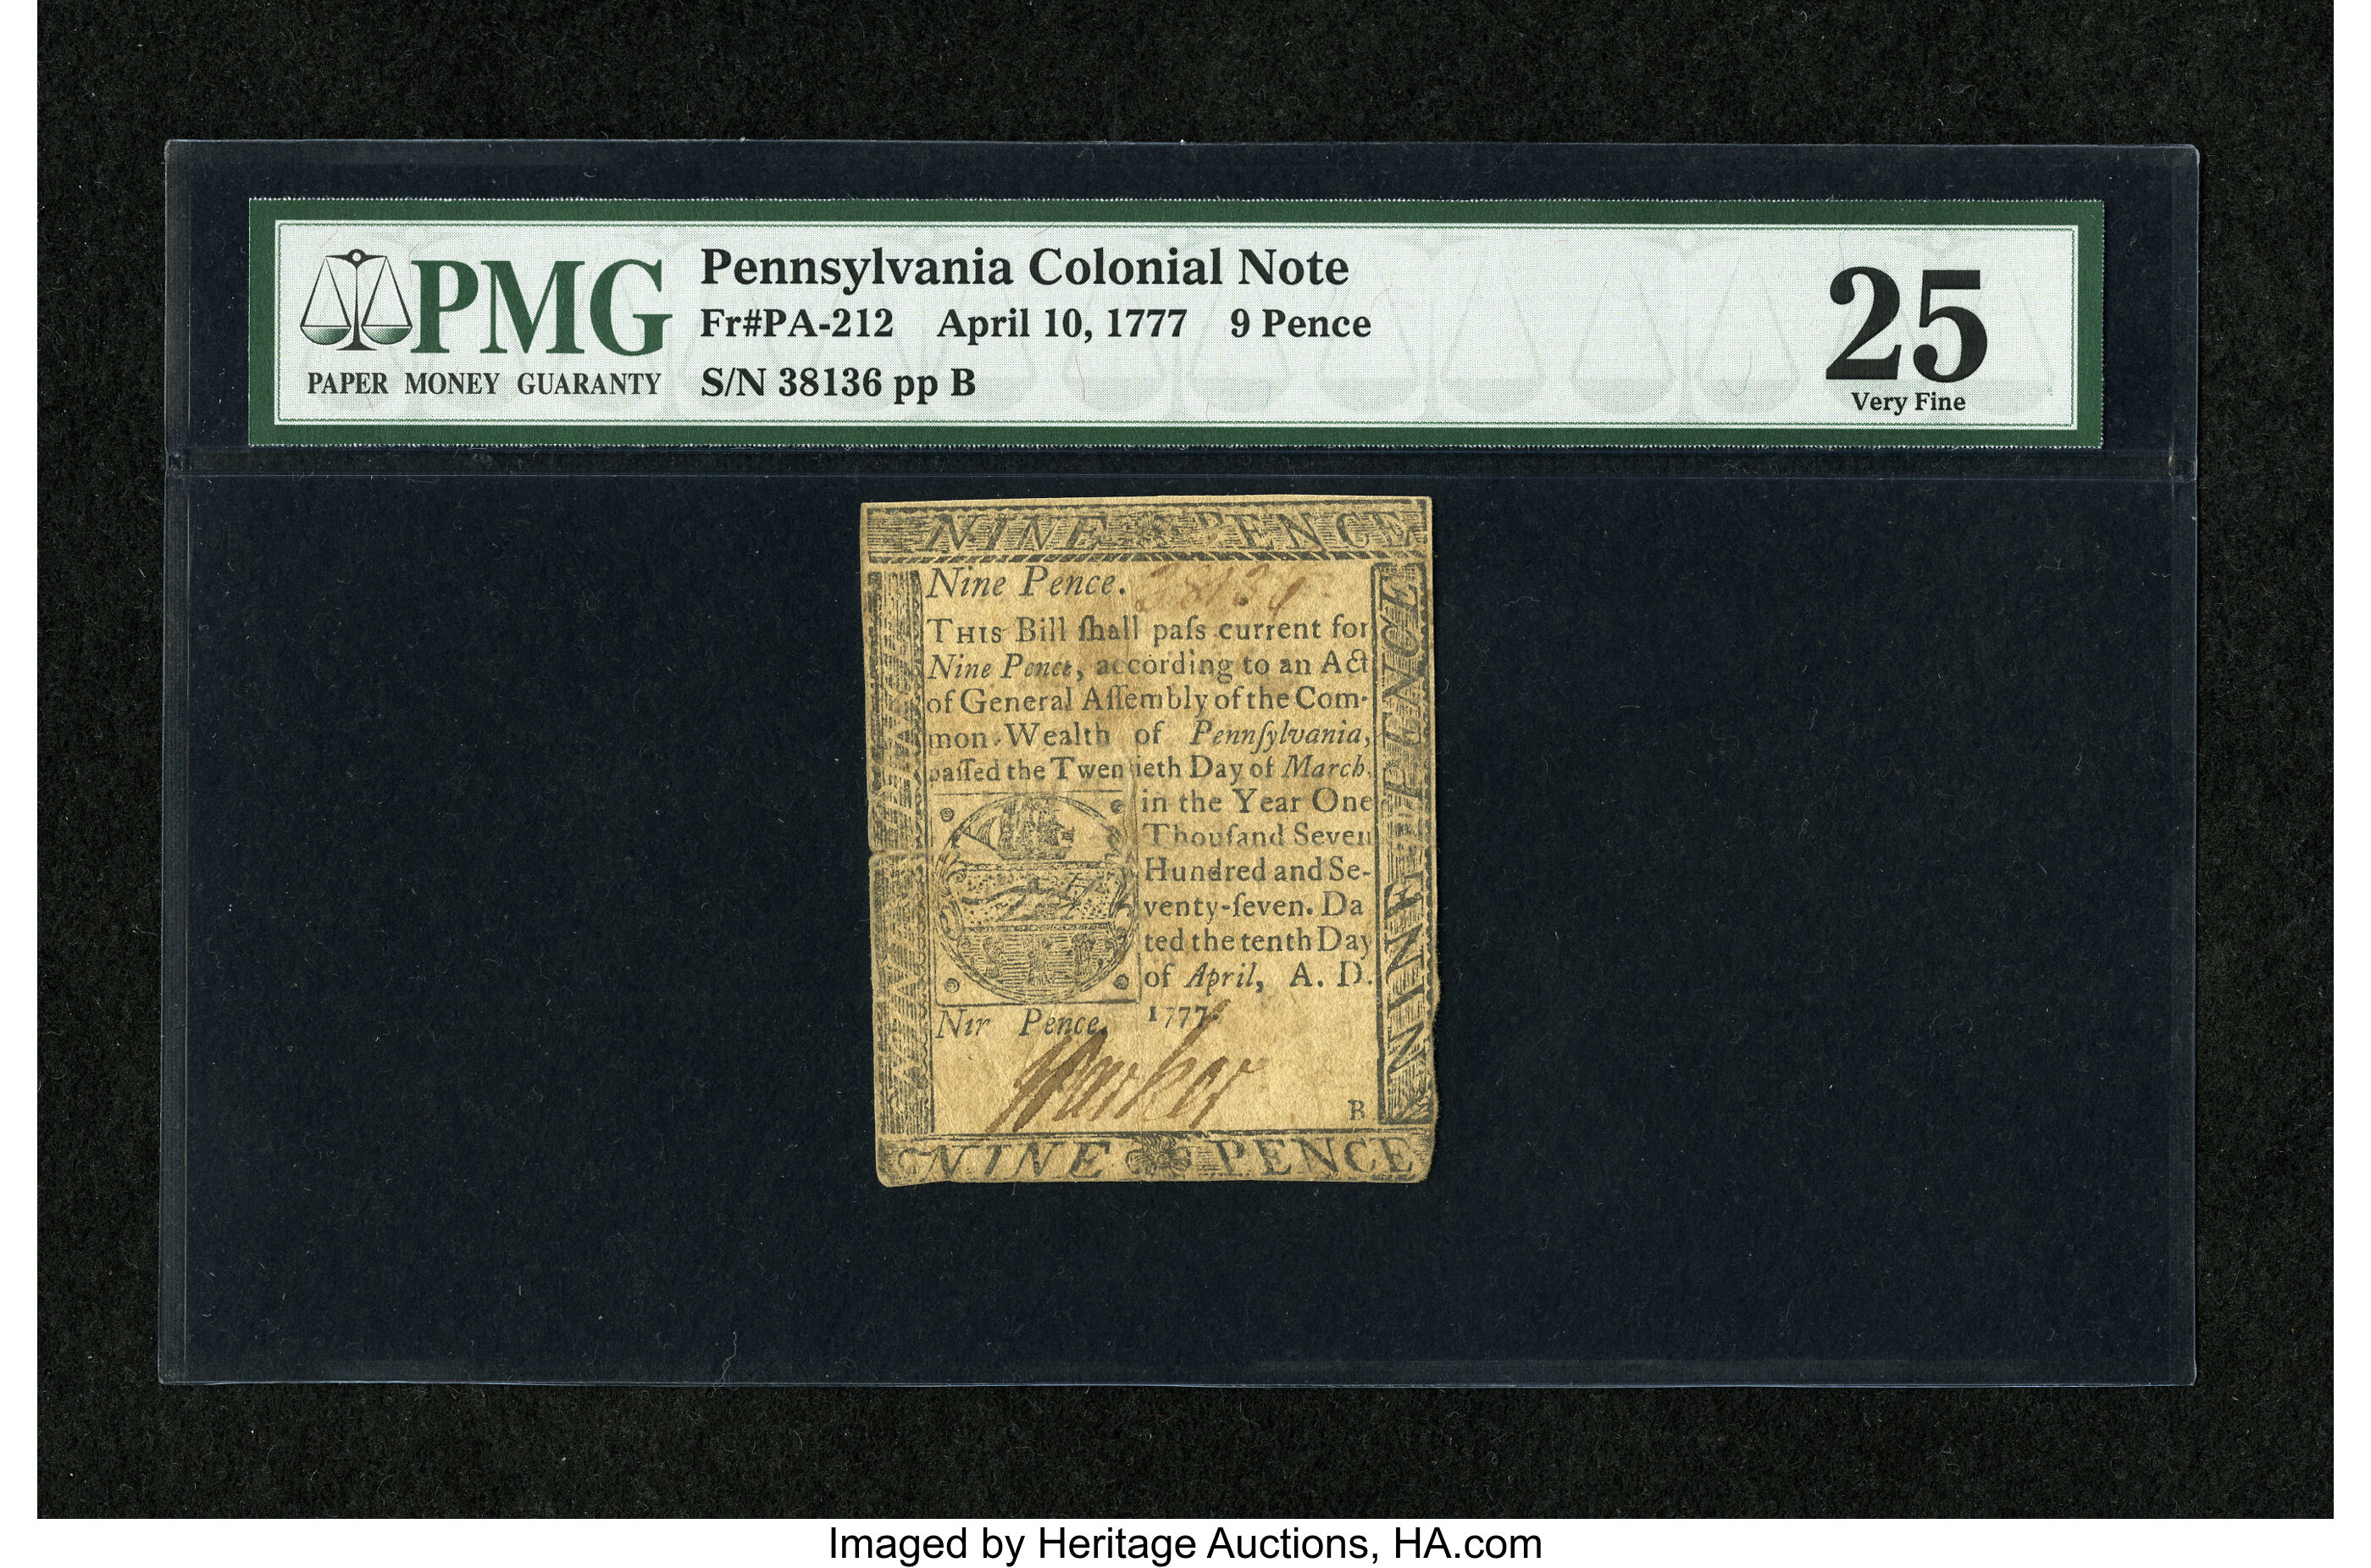 PMG
PAPER MONEY GUARANTY
Pennsylvania Colonial Note
Fr#PA-212 April 10, 1777 9 Pence
S/N 38136 pp B
25
Very Fine
NINE PENCE
Nine Pence. 38136
THIS Bill ſhall paſs current for
Nine Pence, according to an Act
of General Aſſembly of the Com-
mon-Wealth of Pennſylvania,
paſſed the Twentieth Day of March,
in the Year One
Thouſand Seven
Hundred and Se-
venty-ſeven. Da
ted the tenth Day
of April, A. D.
1777.
Nir Pence,
Parker
B
NINE PENCE
NINE PENCE
Imaged by Heritage Auctions, HA.com